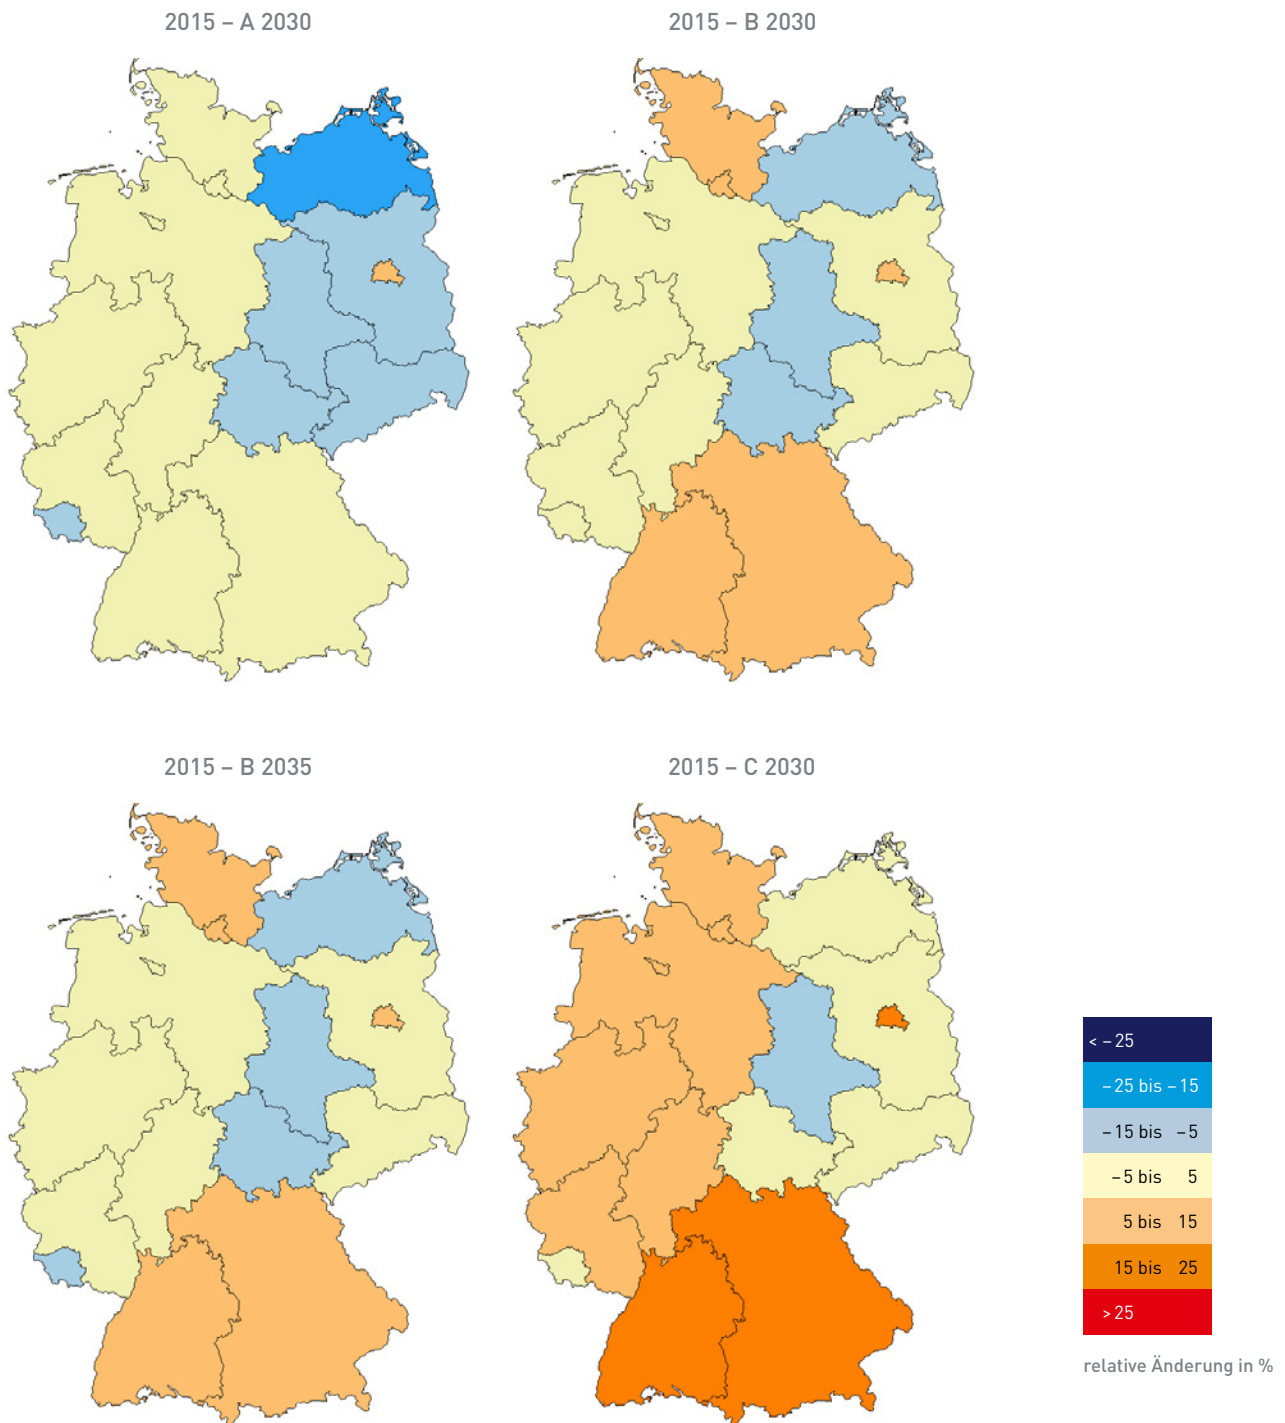 2015 – A 2030
2015 – B 2030
2015 – B 2035
2015 – C 2030
< – 25
– 25 bis – 15
– 15 bis – 5
– 5 bis 5
5 bis 15
15 bis 25
> 25
relative Änderung in %